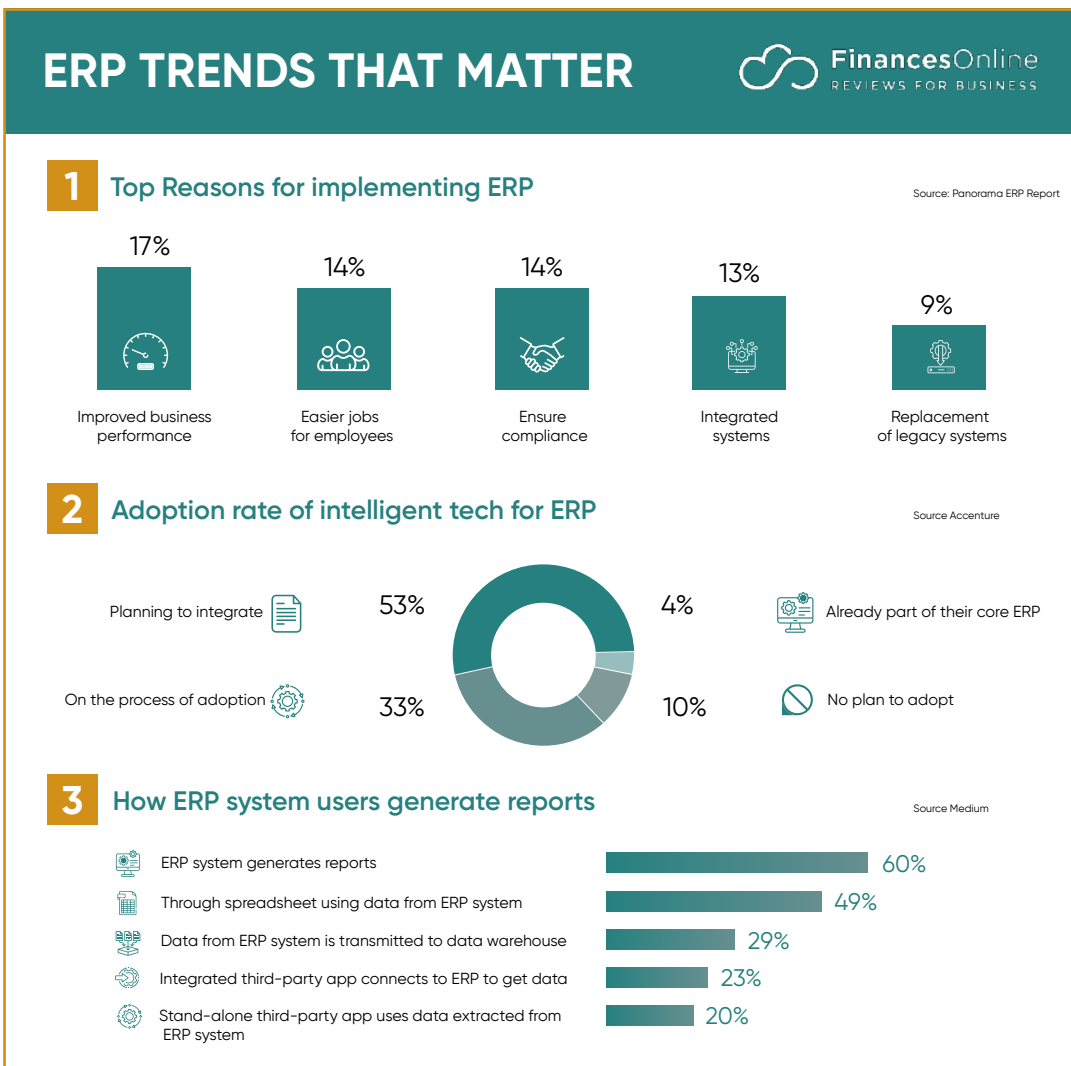 ERP TRENDS THAT MATTER
FinancesOnline
REVIEWS FOR BUSINESS
1
Top Reasons for implementing ERP
Source: Panorama ERP Report
17%
14%
14%
13%
9%
Improved business
performance
Easier jobs
for employees
Ensure
compliance
Integrated
systems
Replacement
of legacy systems
2
Adoption rate of intelligent tech for ERP
Source Accenture
Planning to integrate
53%
4%
Already part of their core ERP
On the process of adoption
33%
10%
No plan to adopt
3
How ERP system users generate reports
Source Medium
ERP system generates reports
60%
Through spreadsheet using data from ERP system
49%
Data from ERP system is transmitted to data warehouse
29%
Integrated third-party app connects to ERP to get data
23%
Stand-alone third-party app uses data extracted from
ERP system
20%